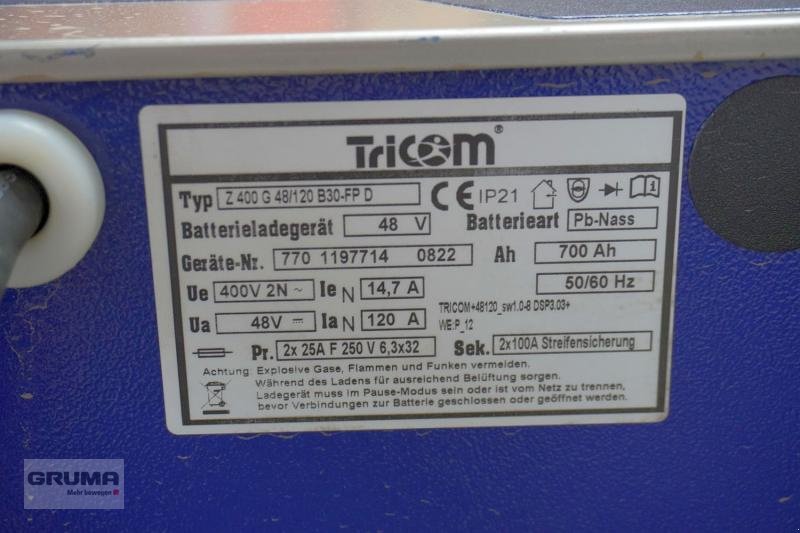 TriCOM®
Typ Z 400 G 48/120 B30-FP D CE IP21
Batterieladegerät 48 V Batterieart Pb-Nass
Geräte-Nr. 770 1197714 0822 Ah 700 Ah
Ue 400V 2N ~ Ie N 14,7 A 50/60 Hz
TRICOM+48120_sw1.0-8 DSP3.03+
Ua 48V ⎓ Ia N 120 A WE:P_12
Pr. 2x 25A F 250 V 6,3x32 Sek. 2x100A Streifensicherung
Achtung: Explosive Gase, Flammen und Funken vermeiden.
Während des Ladens für ausreichend Belüftung sorgen.
Ladegerät muss im Pause-Modus sein oder ist vom Netz zu trennen,
bevor Verbindungen zur Batterie geschlossen oder geöffnet werden.
GRUMA
Mehr bewegen